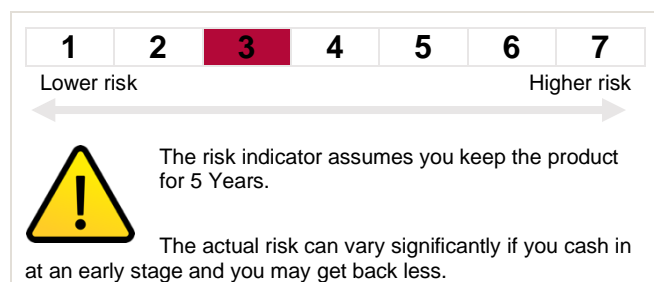 1 2 3 4 5 6 7
Lower risk Higher risk
The risk indicator assumes you keep the product
for 5 Years.
The actual risk can vary significantly if you cash in
at an early stage and you may get back less.